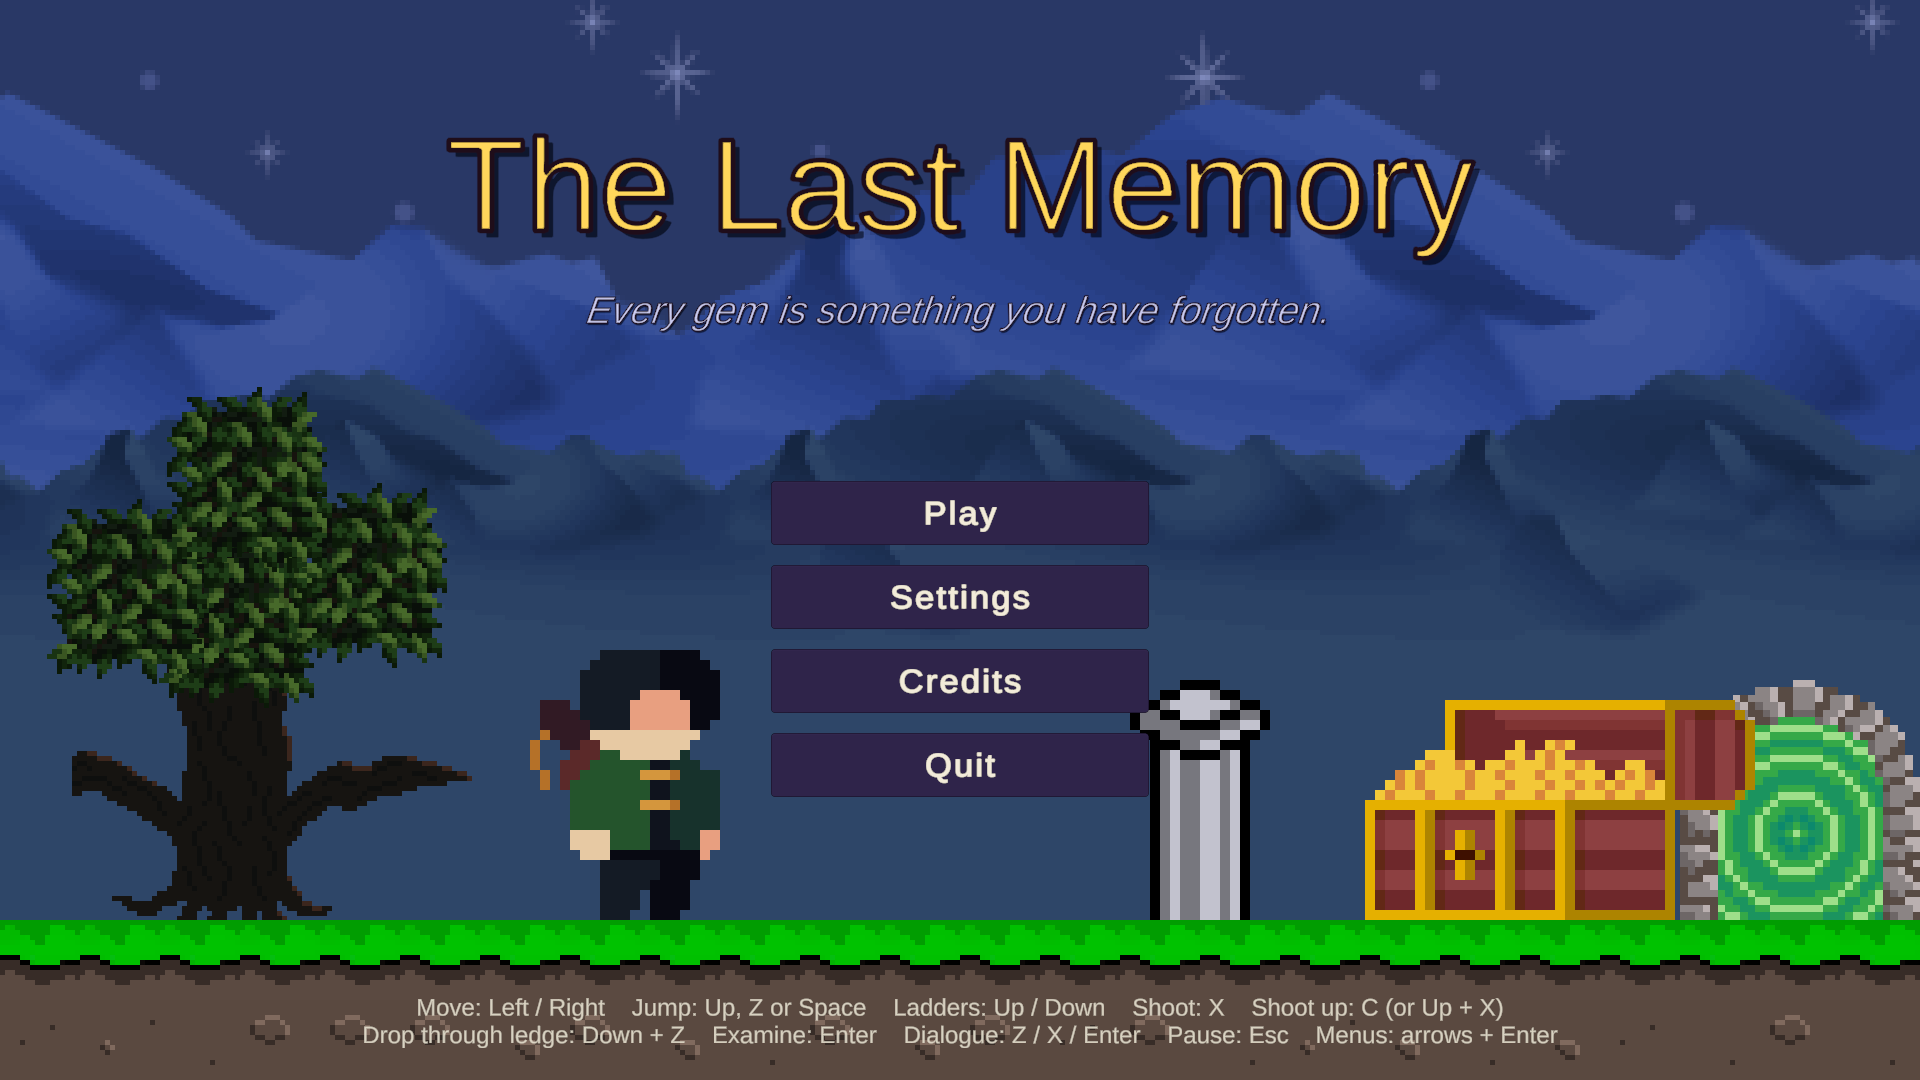 The Last Memory
Every gem is something you have forgotten.
Play
Settings
Credits
Quit
Move: Left / Right Jump: Up, Z or Space Ladders: Up / Down Shoot: X Shoot up: C (or Up + X)
Drop through ledge: Down + Z Examine: Enter Dialogue: Z / X / Enter Pause: Esc Menus: arrows + Enter